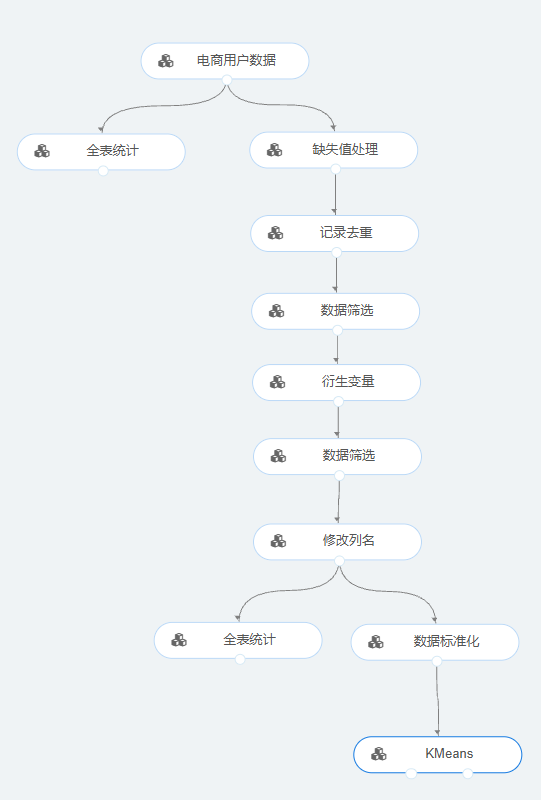 电商用户数据
全表统计
缺失值处理
记录去重
数据筛选
衍生变量
数据筛选
修改列名
全表统计
数据标准化
KMeans